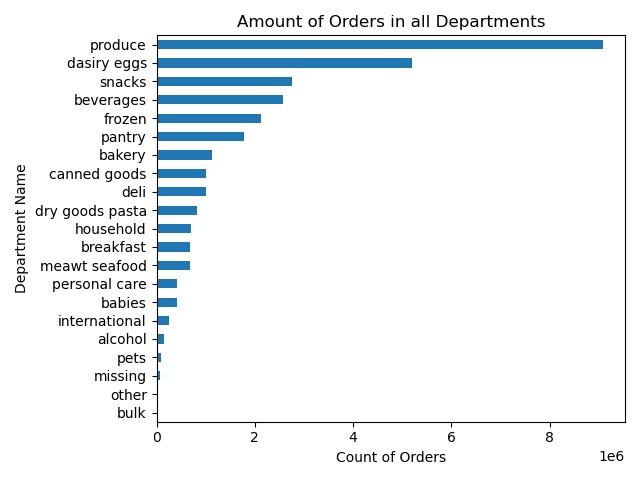 Amount of Orders in all Departments
produce
dasiry eggs
snacks
beverages
frozen
pantry
bakery
canned goods
deli
dry goods pasta
household
breakfast
meawt seafood
personal care
babies
international
alcohol
pets
missing
other
bulk
Department Name
0 2 4 6 8
1e6
Count of Orders